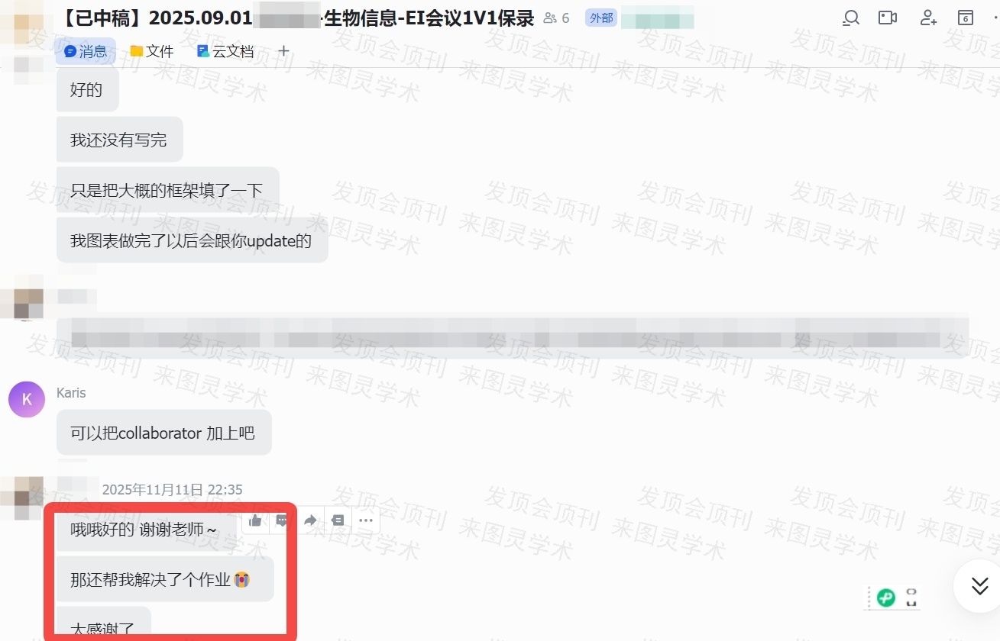 【已中稿】2025.09.01
-生物信息-EI会议1V1保录
6
外部
6
消息
文件
云文档
好的
我还没有写完
只是把大概的框架填了一下
我图表做完了以后会跟你update的
K
Karis
可以把collaborator 加上吧
2025年11月11日 22:35
哦哦好的 谢谢老师~
那还帮我解决了个作业😭
太感谢了
发顶会顶刊
来图灵学术